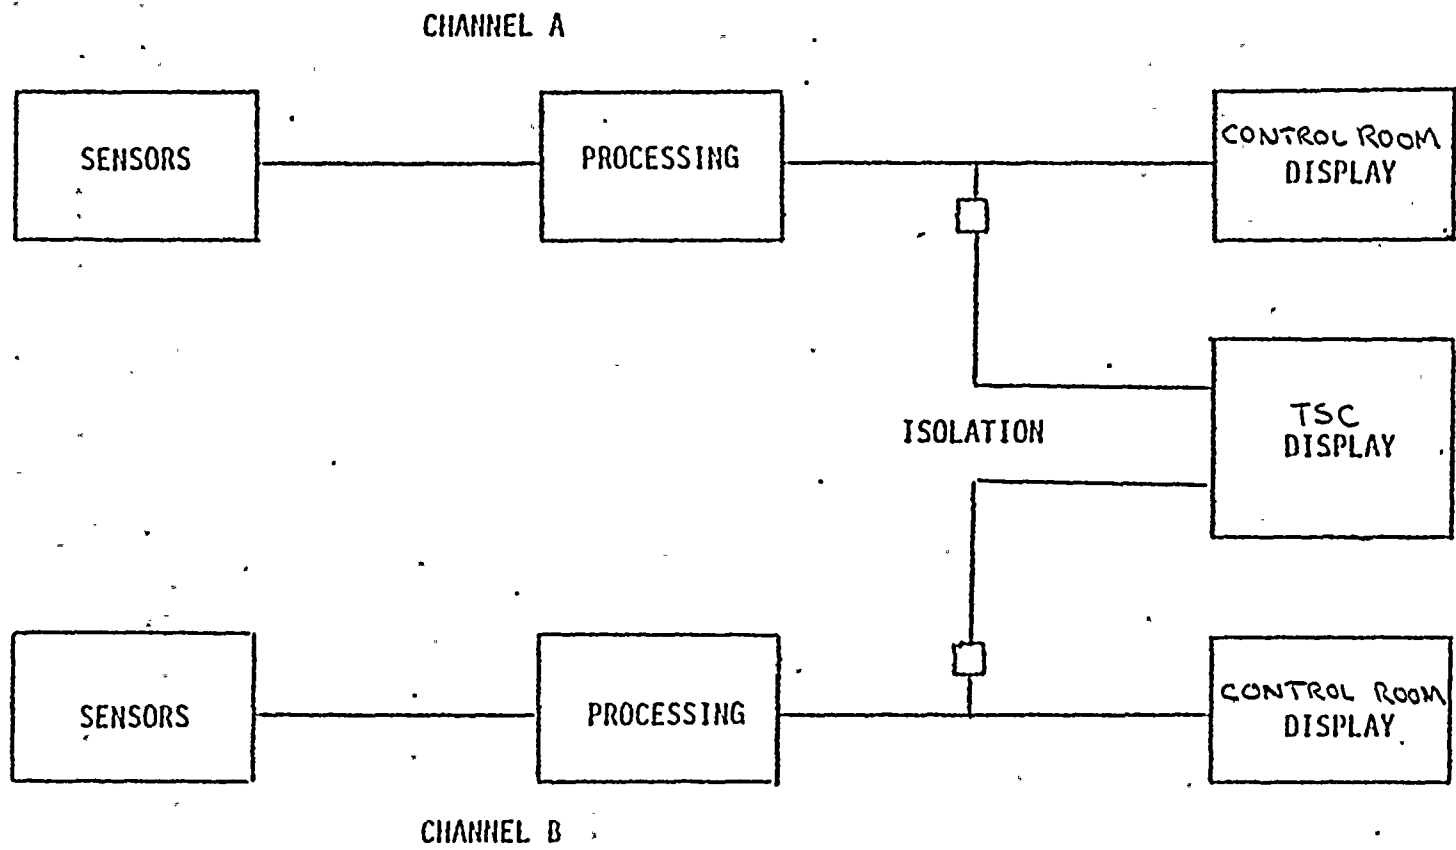 CHANNEL A
SENSORS
PROCESSING
CONTROL ROOM
DISPLAY
ISOLATION
TSC
DISPLAY
SENSORS
PROCESSING
CONTROL ROOM
DISPLAY
CHANNEL B